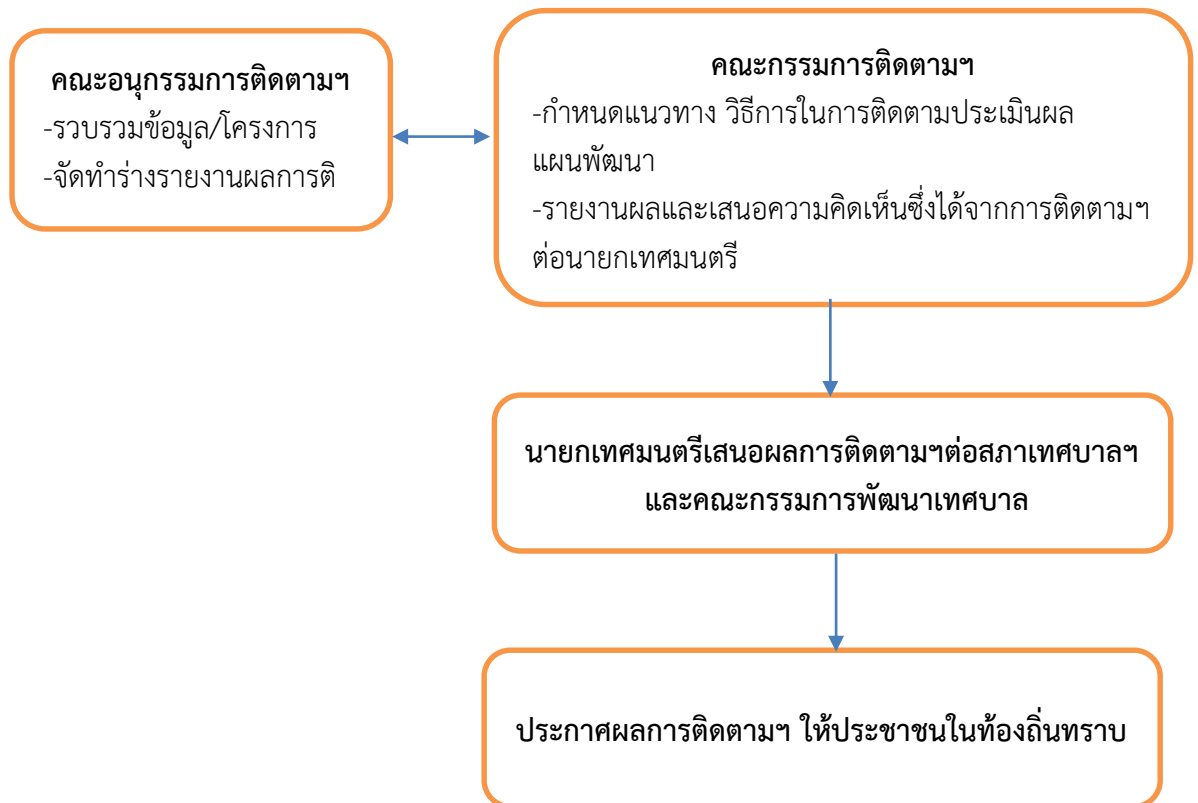 คณะอนุกรรมการติดตามฯ
-รวบรวมข้อมูล/โครงการ
-จัดทำร่างรายงานผลการติ
คณะกรรมการติดตามฯ
-กำหนดแนวทาง วิธีการในการติดตามประเมินผล
แผนพัฒนา
-รายงานผลและเสนอความคิดเห็นซึ่งได้จากการติดตามฯ
ต่อนายกเทศมนตรี
นายกเทศมนตรีเสนอผลการติดตามฯต่อสภาเทศบาลฯ
และคณะกรรมการพัฒนาเทศบาล
ประกาศผลการติดตามฯ ให้ประชาชนในท้องถิ่นทราบ